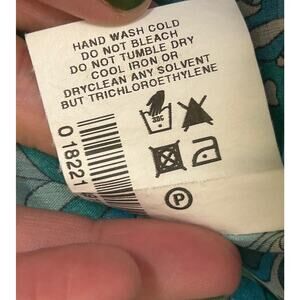 HAND WASH COLD
DO NOT BLEACH
DO NOT TUMBLE DRY
COOL IRON OR
DRYCLEAN ANY SOLVENT
BUT TRICHLOROETHYLENE
P
0 18221